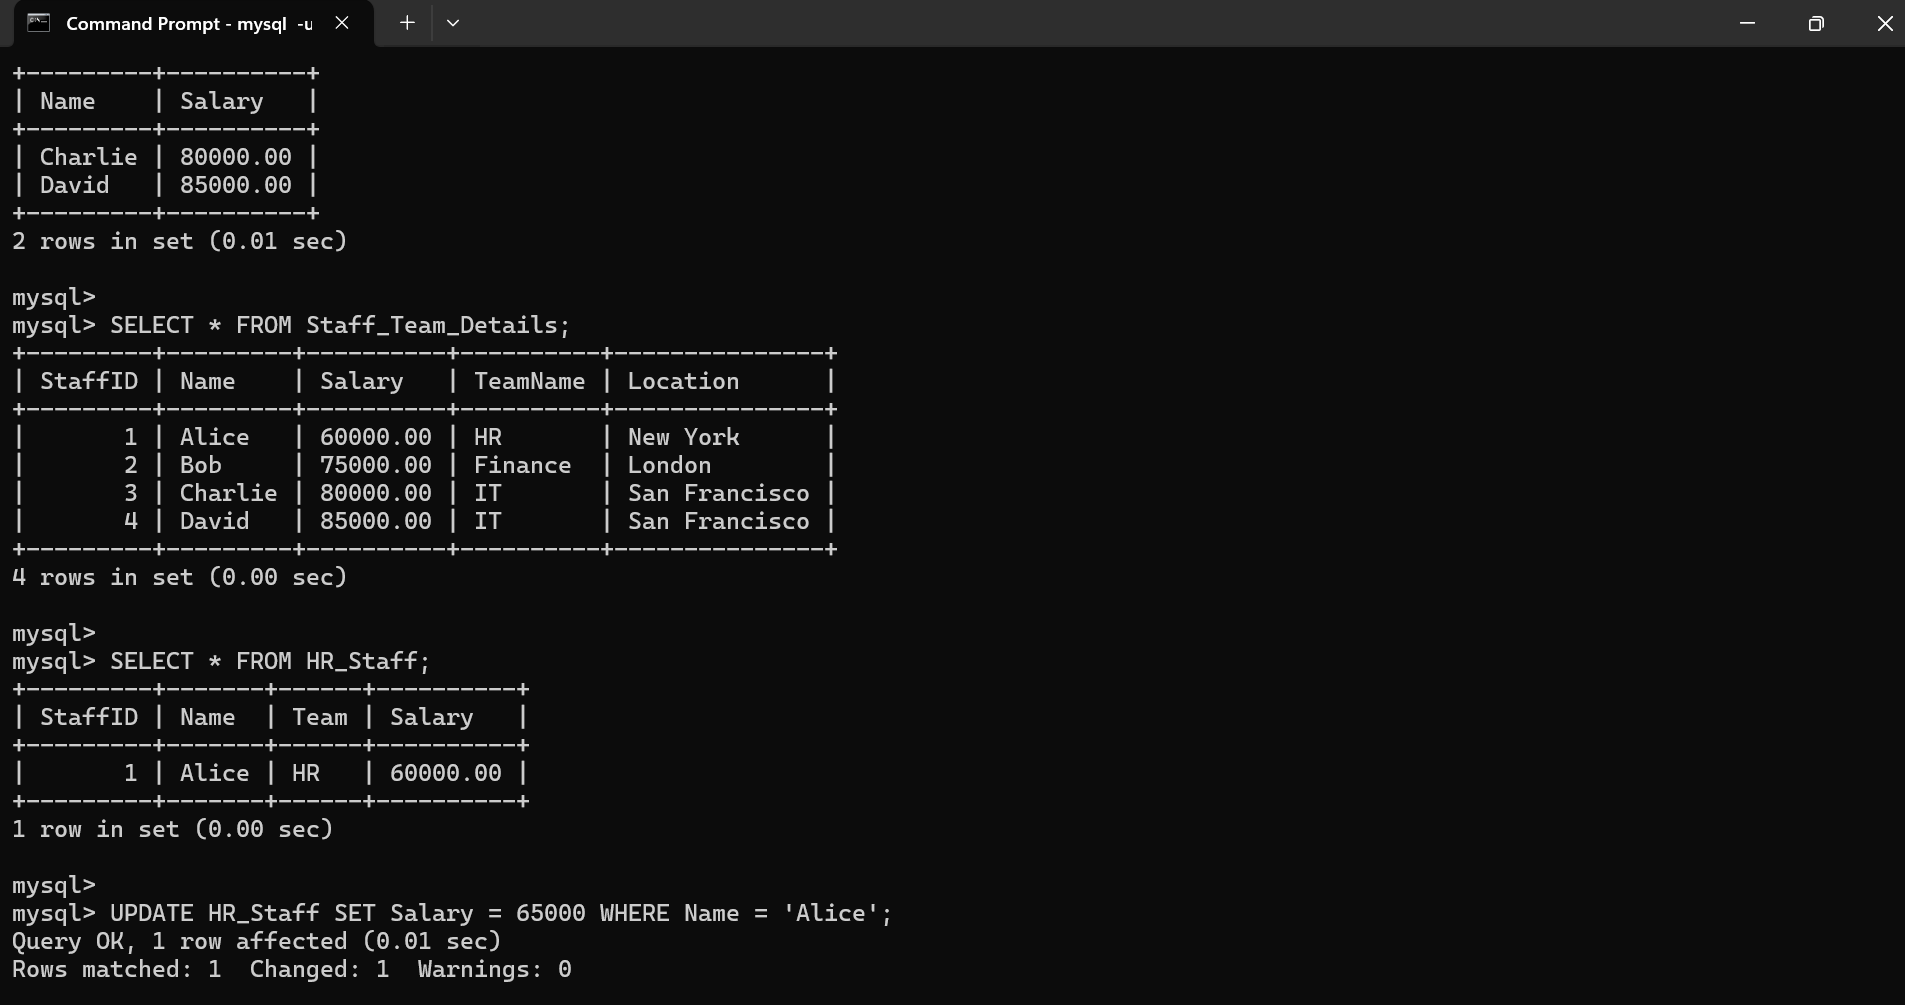 Command Prompt - mysql  -u
+---------+----------+
| Name    | Salary   |
+---------+----------+
| Charlie | 80000.00 |
| David   | 85000.00 |
+---------+----------+
2 rows in set (0.01 sec)
mysql>
mysql> SELECT * FROM Staff_Team_Details;
+---------+---------+----------+----------+---------------+
| StaffID | Name    | Salary   | TeamName | Location      |
+---------+---------+----------+----------+---------------+
|       1 | Alice   | 60000.00 | HR       | New York      |
|       2 | Bob     | 75000.00 | Finance  | London        |
|       3 | Charlie | 80000.00 | IT       | San Francisco |
|       4 | David   | 85000.00 | IT       | San Francisco |
+---------+---------+----------+----------+---------------+
4 rows in set (0.00 sec)
mysql>
mysql> SELECT * FROM HR_Staff;
+---------+-------+------+----------+
| StaffID | Name  | Team | Salary   |
+---------+-------+------+----------+
|       1 | Alice | HR   | 60000.00 |
+---------+-------+------+----------+
1 row in set (0.00 sec)
mysql>
mysql> UPDATE HR_Staff SET Salary = 65000 WHERE Name = 'Alice';
Query OK, 1 row affected (0.01 sec)
Rows matched: 1  Changed: 1  Warnings: 0